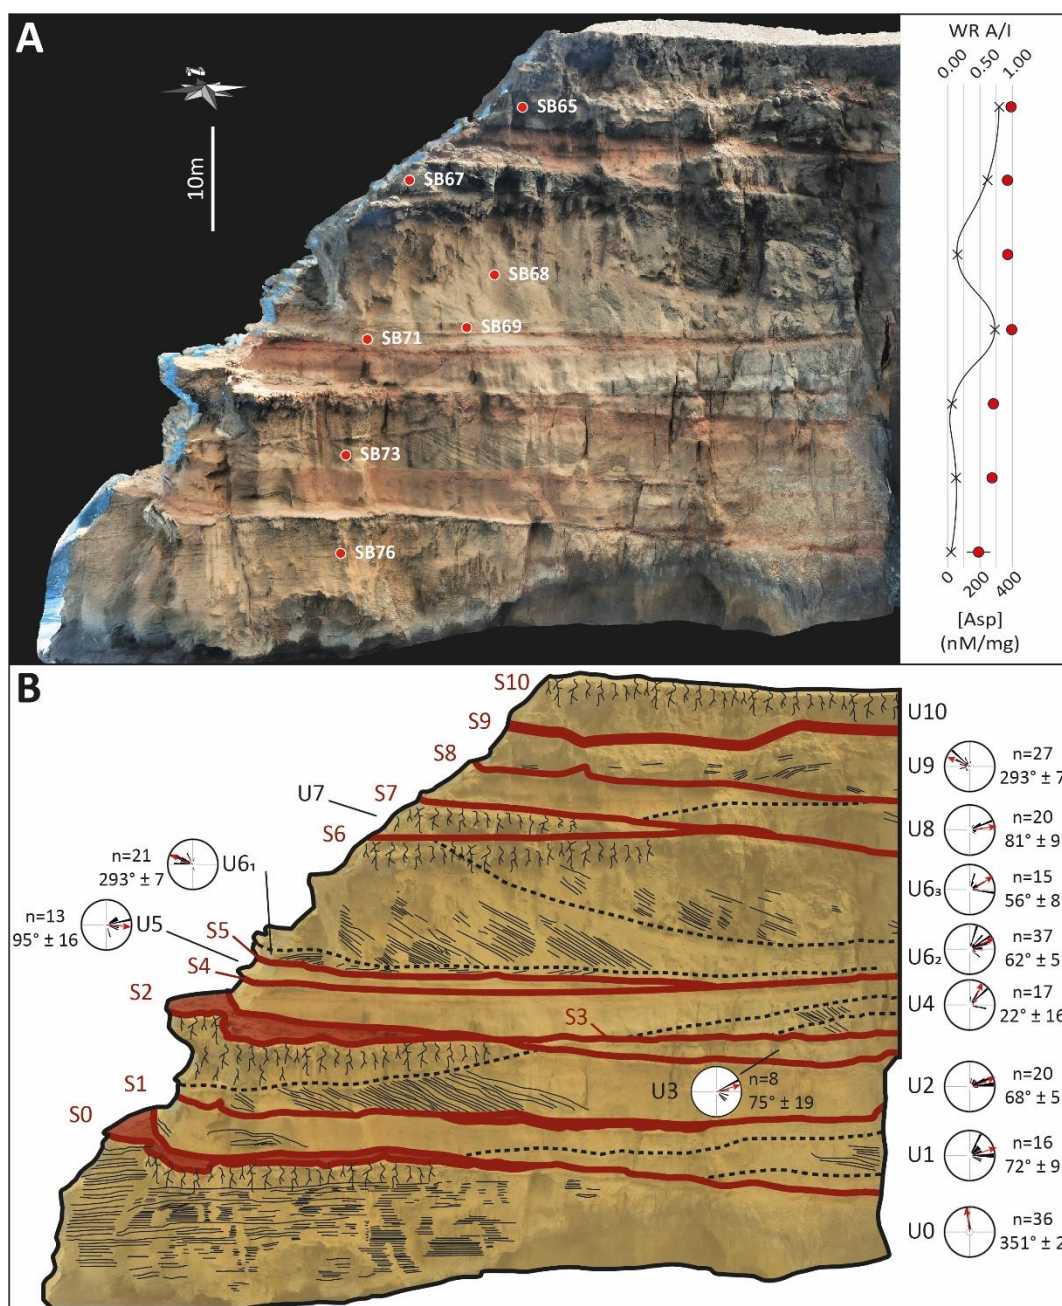 A
N
10m
SB65
SB67
SB68
SB69
SB71
SB73
SB76
WR A/I
0.00
0.50
1.00
0
200
400
[Asp]
(nM/mg)
B
S10
S9
S8
S7
U7
S6
n=21
293° ± 7
U6₁
n=13
95° ± 16
U5
S5
S4
S2
S3
S1
S0
U3
n=8
75° ± 19
U10
U9
n=27
293° ± 7
U8
n=20
81° ± 9
U6₃
n=15
56° ± 8
U6₂
n=37
62° ± 5
U4
n=17
22° ± 16
U2
n=20
68° ± 5
U1
n=16
72° ± 9
U0
n=36
351° ± 2